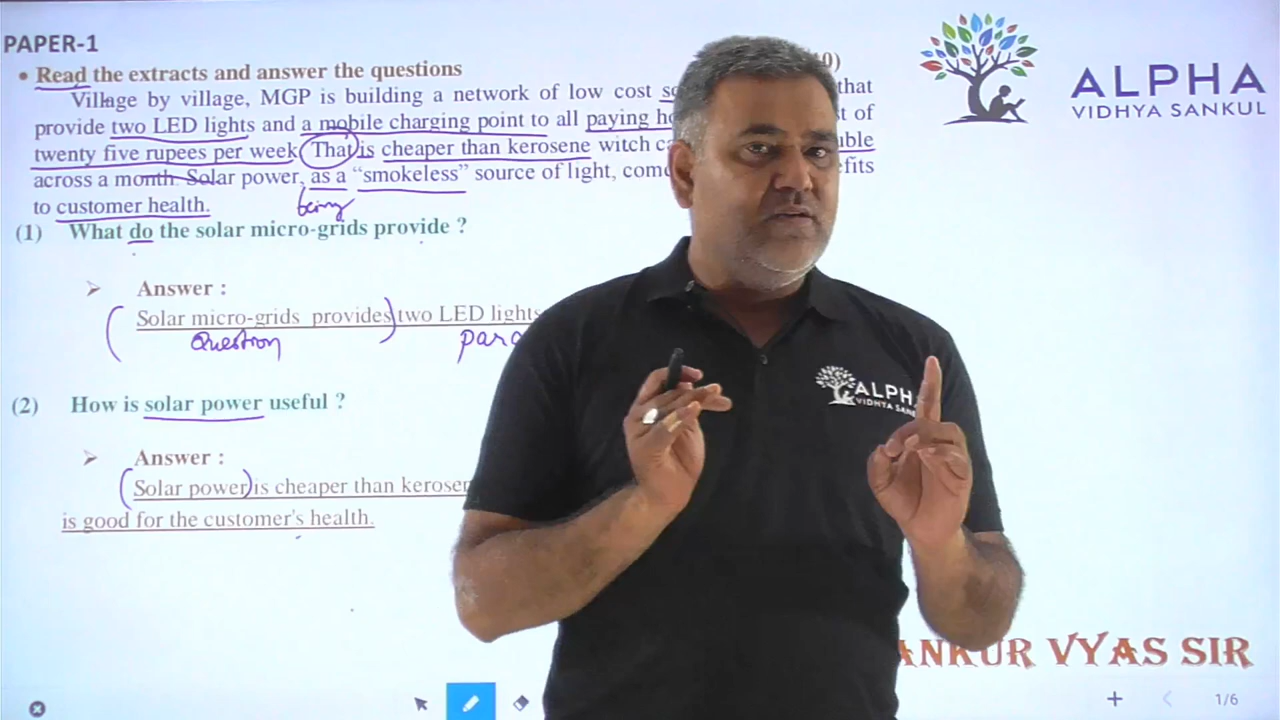 PAPER-1
• Read the extracts and answer the questions 0)
Village by village, MGP is building a network of low cost that
provide two LED lights and a mobile charging point to all paying of
twenty five rupees per week That is cheaper than kerosene witch
across a month. Solar power, as a “smokeless” source of light,
to customer health. being
(1) What do the solar micro-grids provide ?
➢ Answer :
Solar micro-grids provides two LED lights
Question
(2) How is solar power useful ?
➢ Answer :
Solar power is cheaper than
is good for the customer's health.
ALPHA
VIDHYA SANKUL
ALPH
VIDHYA
ANKUR VYAS SIR
1/6